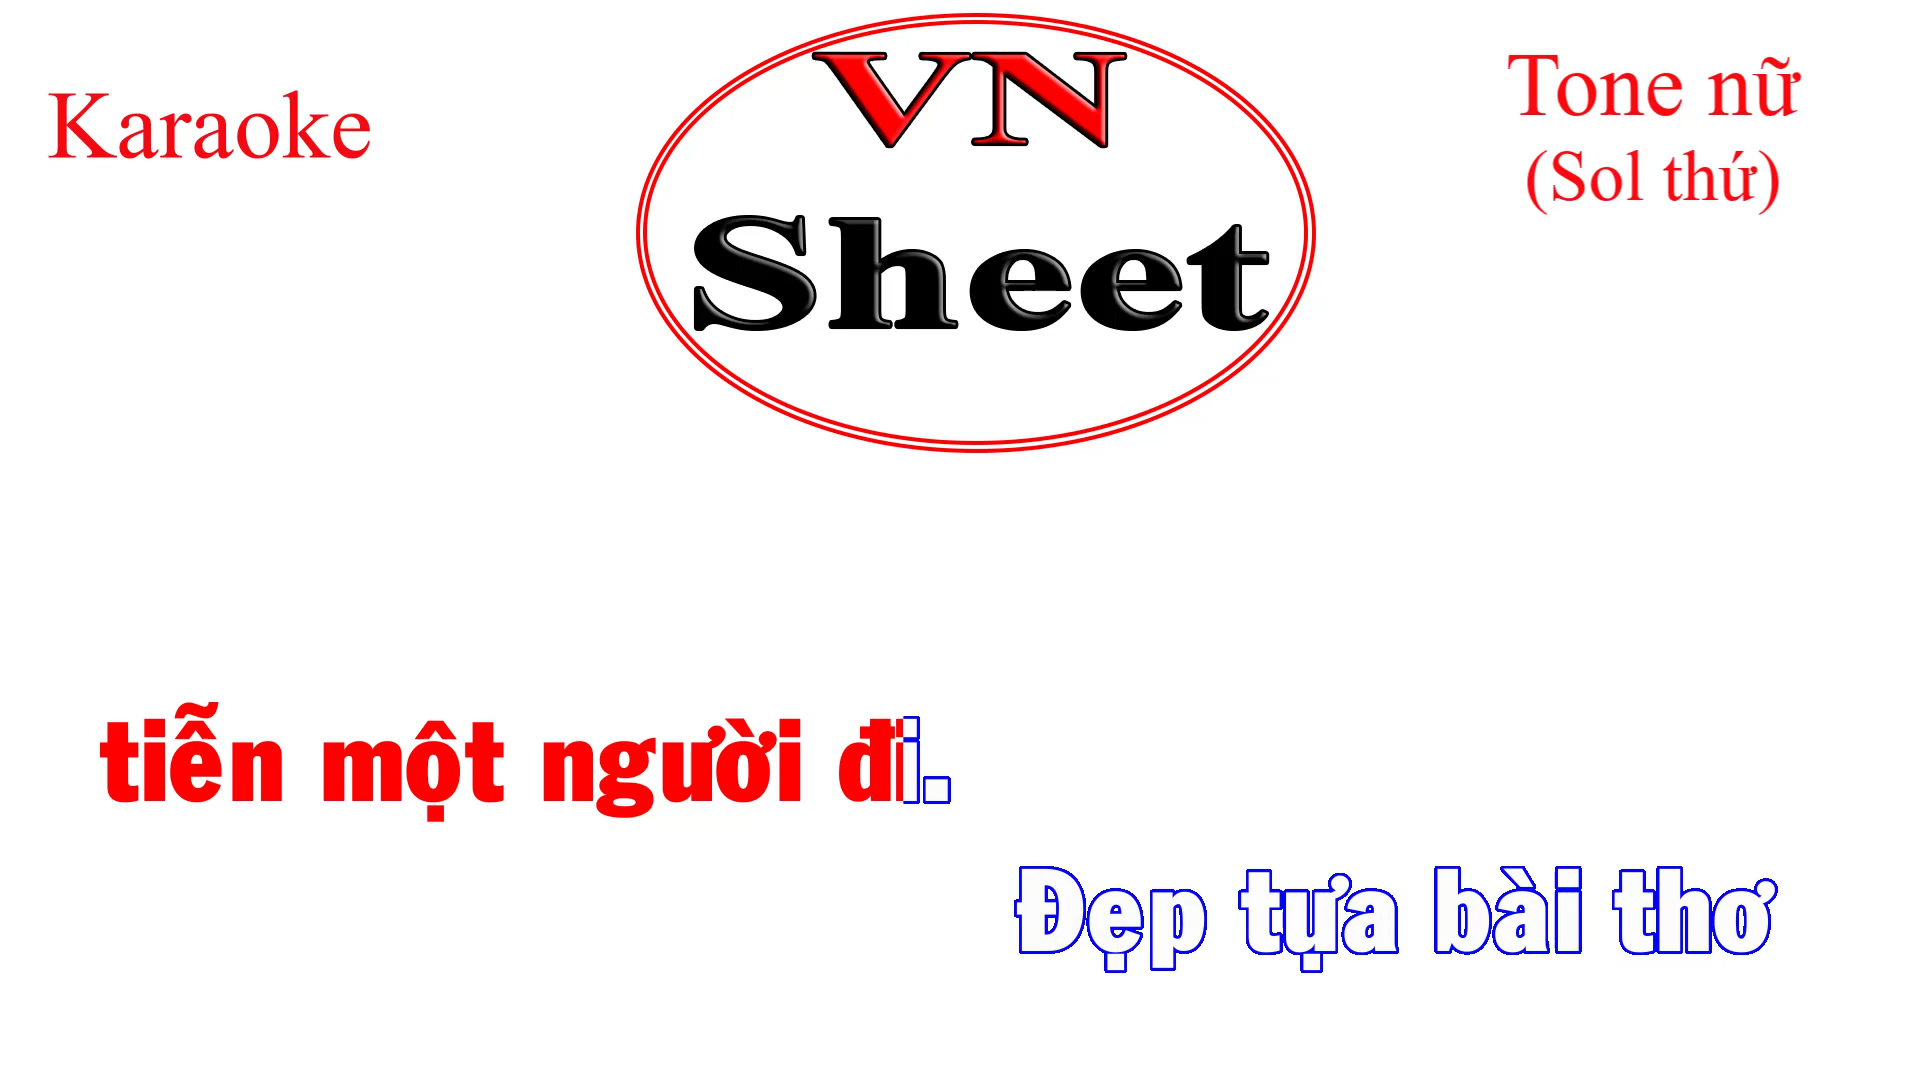 Karaoke
VN
Sheet
Tone nữ
(Sol thứ)
tiễn một người đi.
Đẹp tựa bài thơ